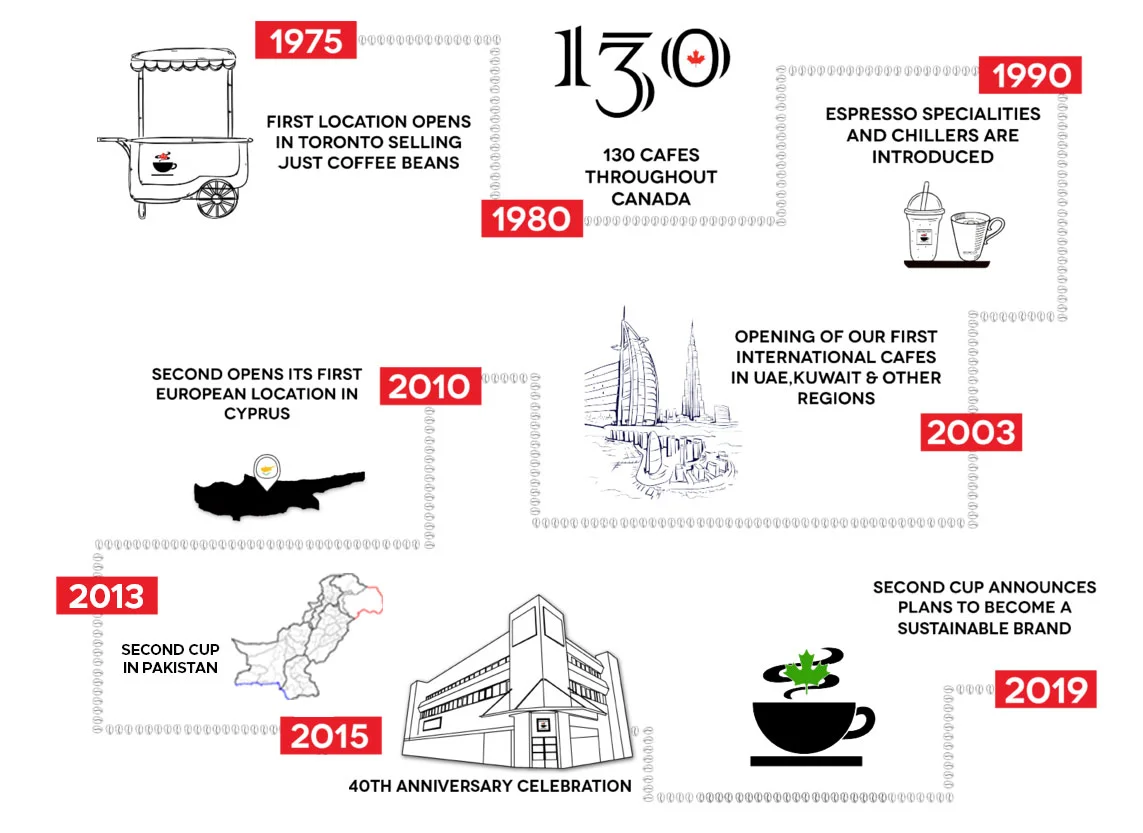 1975
FIRST LOCATION OPENS
IN TORONTO SELLING
JUST COFFEE BEANS
1980
130
130 CAFES
THROUGHOUT
CANADA
1990
ESPRESSO SPECIALITIES
AND CHILLERS ARE
INTRODUCED
OPENING OF OUR FIRST
INTERNATIONAL CAFES
IN UAE,KUWAIT & OTHER
REGIONS
2003
SECOND OPENS ITS FIRST
EUROPEAN LOCATION IN
CYPRUS
2010
2013
SECOND CUP
IN PAKISTAN
2015
40TH ANNIVERSARY CELEBRATION
SECOND CUP ANNOUNCES
PLANS TO BECOME A
SUSTAINABLE BRAND
2019